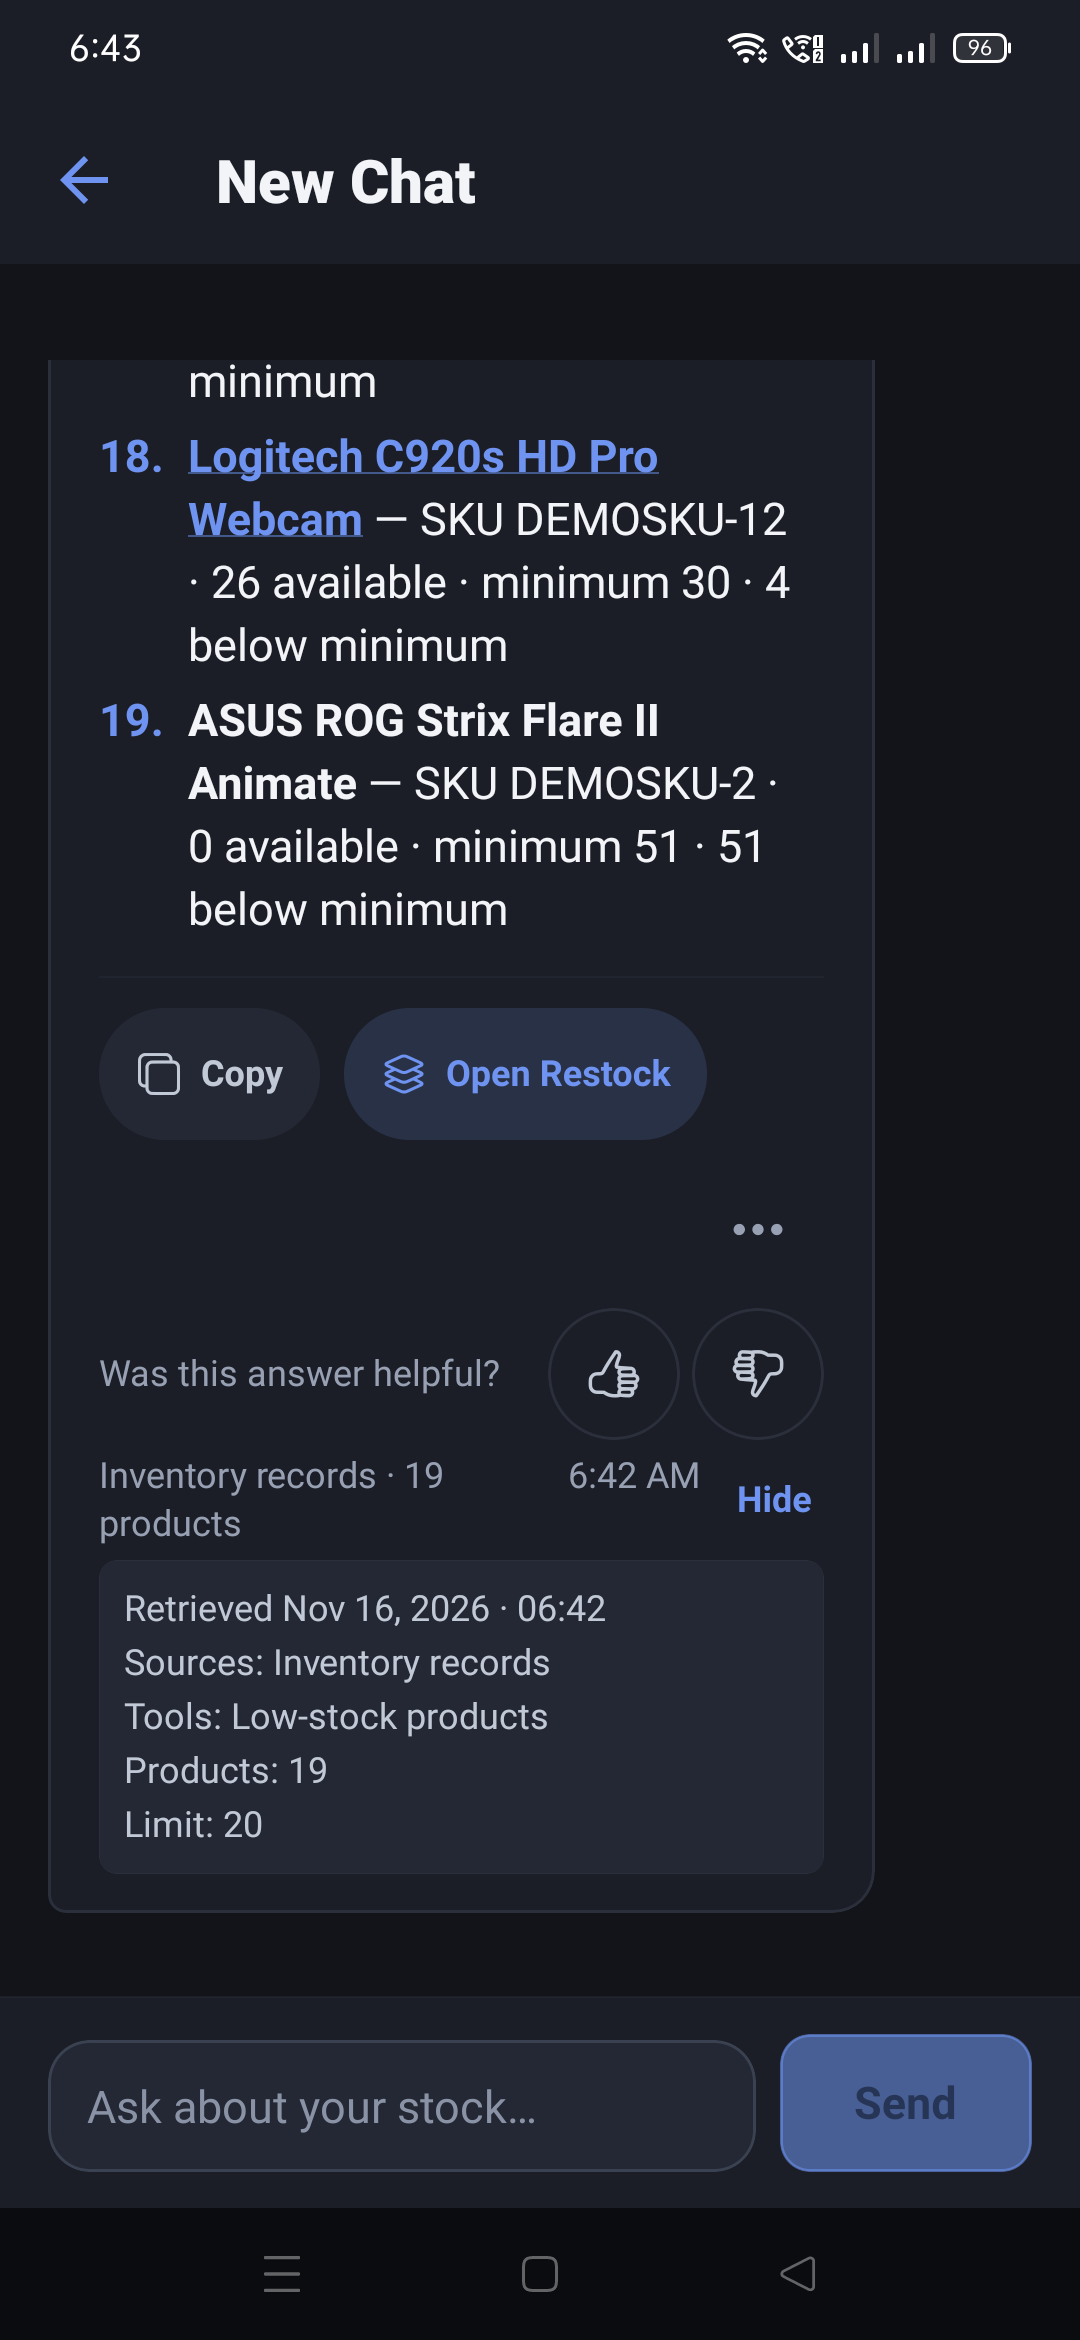 6:43
96
New Chat
minimum
18. Logitech C920s HD Pro
Webcam — SKU DEMOSKU-12
· 26 available · minimum 30 · 4
below minimum
19. ASUS ROG Strix Flare II
Animate — SKU DEMOSKU-2 ·
0 available · minimum 51 · 51
below minimum
Copy
Open Restock
Was this answer helpful?
Inventory records · 19
products
6:42 AM
Hide
Retrieved Nov 16, 2026 · 06:42
Sources: Inventory records
Tools: Low-stock products
Products: 19
Limit: 20
Ask about your stock...
Send